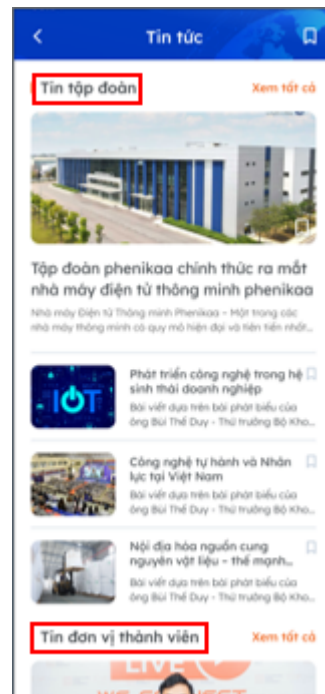 Tin tức
Tin tập đoàn
Xem tất cả
Tập đoàn phenikaa chính thức ra mắt
nhà máy điện tử thông minh phenikaa
Nhà máy Điện tử Thông minh Phenikaa – Một trong các
nhà máy thông minh có quy mô hiện đại và tiên tiến nhất...
IOT
Phát triển công nghệ trong hệ
sinh thái doanh nghiệp
Bài viết dựa trên bài phát biểu của
ông Bùi Thế Duy - Thứ trưởng Bộ Kho...
Công nghệ tự hành và Nhân
lực tại Việt Nam
Bài viết dựa trên bài phát biểu của
ông Bùi Thế Duy - Thứ trưởng Bộ Kho...
Nội địa hóa nguồn cung
nguyên vật liệu – thế mạnh...
Bài viết dựa trên bài phát biểu của
ông Bùi Thế Duy - Thứ trưởng Bộ Kho...
Tin đơn vị thành viên
Xem tất cả
LIVE